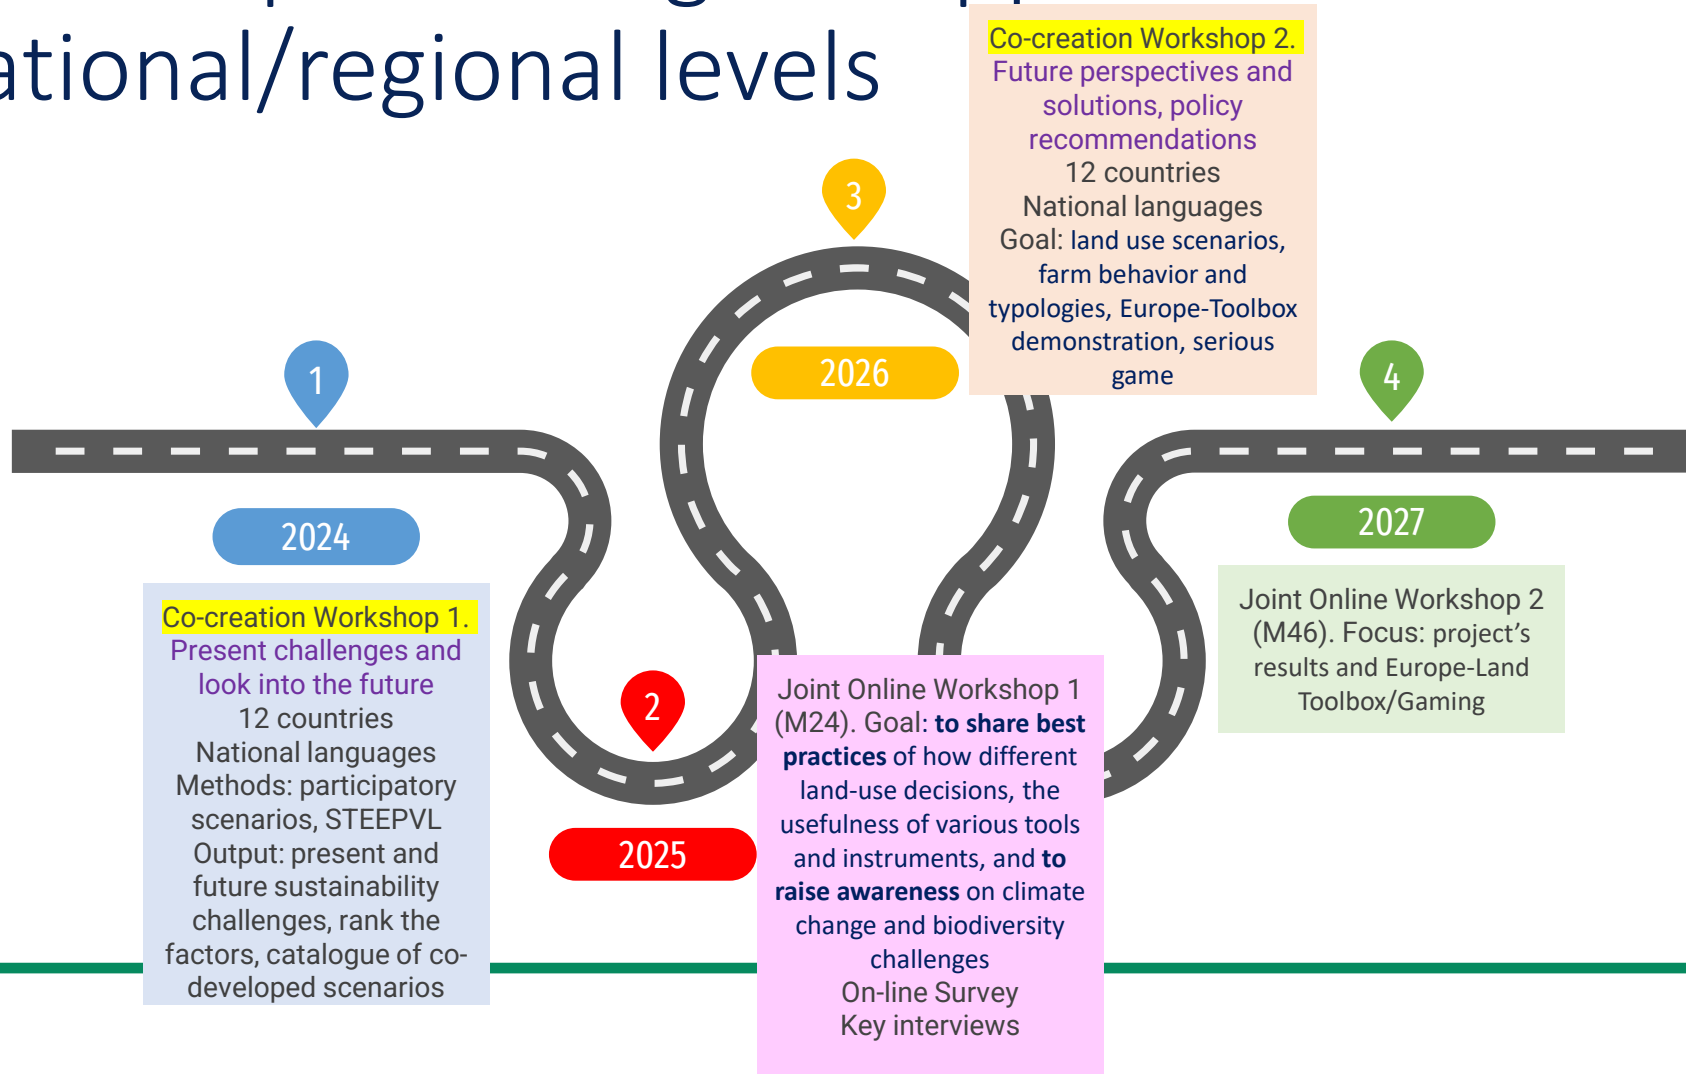 ational/regional levels
Co-creation Workshop 2.
Future perspectives and
solutions, policy
recommendations
12 countries
National languages
Goal: land use scenarios,
farm behavior and
typologies, Europe-Toolbox
demonstration, serious
game
3
2026
1
2024
4
2027
Co-creation Workshop 1.
Present challenges and
look into the future
12 countries
National languages
Methods: participatory
scenarios, STEEPVL
Output: present and
future sustainability
challenges, rank the
factors, catalogue of co-
developed scenarios
2
2025
Joint Online Workshop 1
(M24). Goal: to share best
practices of how different
land-use decisions, the
usefulness of various tools
and instruments, and to
raise awareness on climate
change and biodiversity
challenges
On-line Survey
Key interviews
Joint Online Workshop 2
(M46). Focus: project’s
results and Europe-Land
Toolbox/Gaming